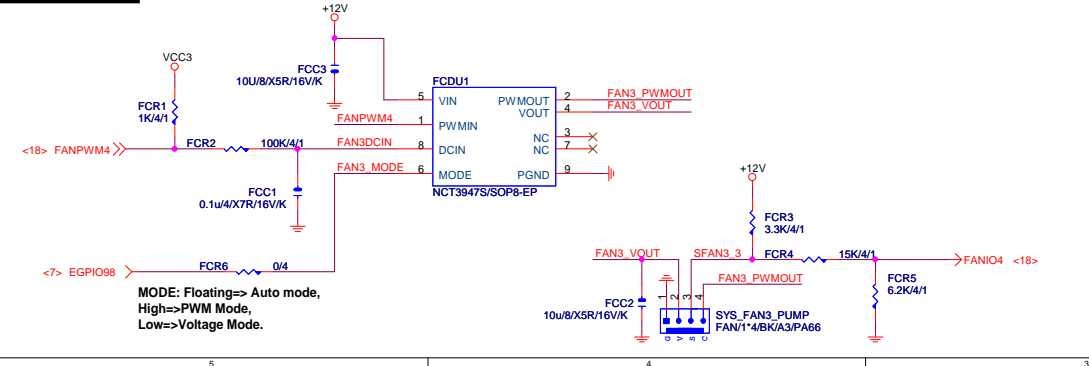 +12V
VCC3
FCC3
10U/8/X5R/16V/K
FCDU1
FCR1
1K/4/1
5 VIN
PWMOUT 2 FAN3_PWMOUT
VOUT 4 FAN3_VOUT
FANPWM4 1 PWMIN
NC 3
<18> FANPWM4 FCR2 100K/4/1 FAN3DCIN 8 DCIN
NC 7
FAN3_MODE 6 MODE
PGND 9
FCC1
0.1u/4/X7R/16V/K
NCT3947S/SOP8-EP
+12V
FCR3
3.3K/4/1
<7> EGPIO98 FCR6 0/4
FAN3_VOUT SFAN3_3 FCR4 15K/4/1 FANIO4 <18>
MODE: Floating=> Auto mode,
High=>PWM Mode,
Low=>Voltage Mode.
FAN3_PWMOUT
FCR5
6.2K/4/1
FCC2
10u/8/X5R/16V/K
1 2 3 4
G V S C
SYS_FAN3_PUMP
FAN/1*4/BK/A3/PA66
5 4 3